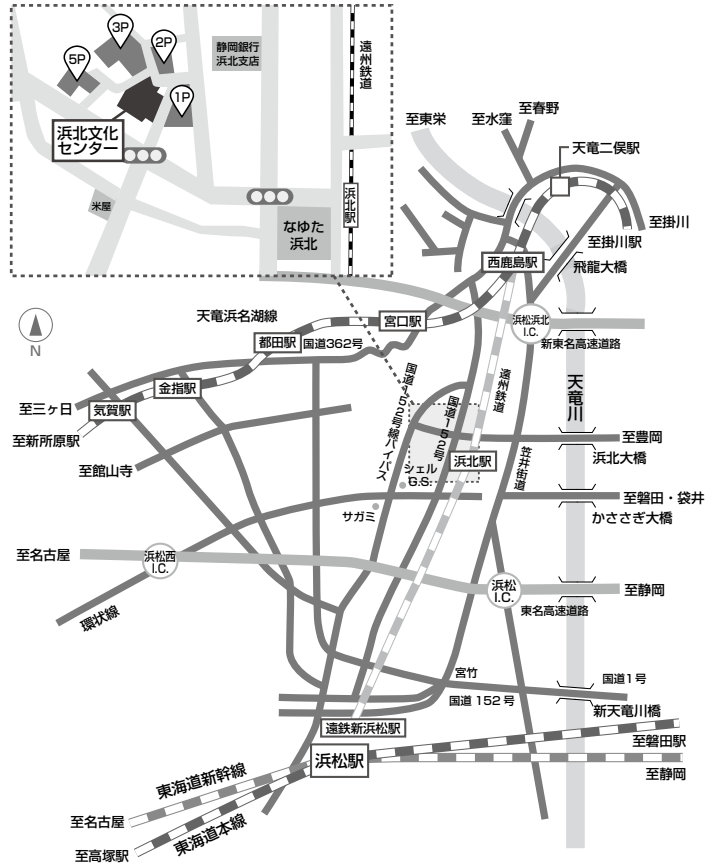 3P
2P
5P
1P
静岡銀行
浜北支店
遠州鉄道
浜北文化
センター
米屋
浜北駅
なゆた
浜北
至東栄
至水窪
至春野
天竜二俣駅
至掛川
至掛川駅
飛龍大橋
西鹿島駅
N
天竜浜名湖線
宮口駅
浜松浜北
I.C.
新東名高速道路
都田駅
国道362号
金指駅
気賀駅
至三ヶ日
至新所原駅
至館山寺
国道152号線バイパス
国道152号
遠州鉄道
天竜川
笠井街道
至豊岡
浜北大橋
浜北駅
シェル
G.S.
サガミ
至磐田・袋井
かささぎ大橋
至名古屋
浜松西
I.C.
浜松
I.C.
至静岡
東名高速道路
環状線
宮竹
国道1号
国道152号
新天竜川橋
遠鉄新浜松駅
浜松駅
至磐田駅
至静岡
東海道新幹線
至名古屋
東海道本線
至高塚駅